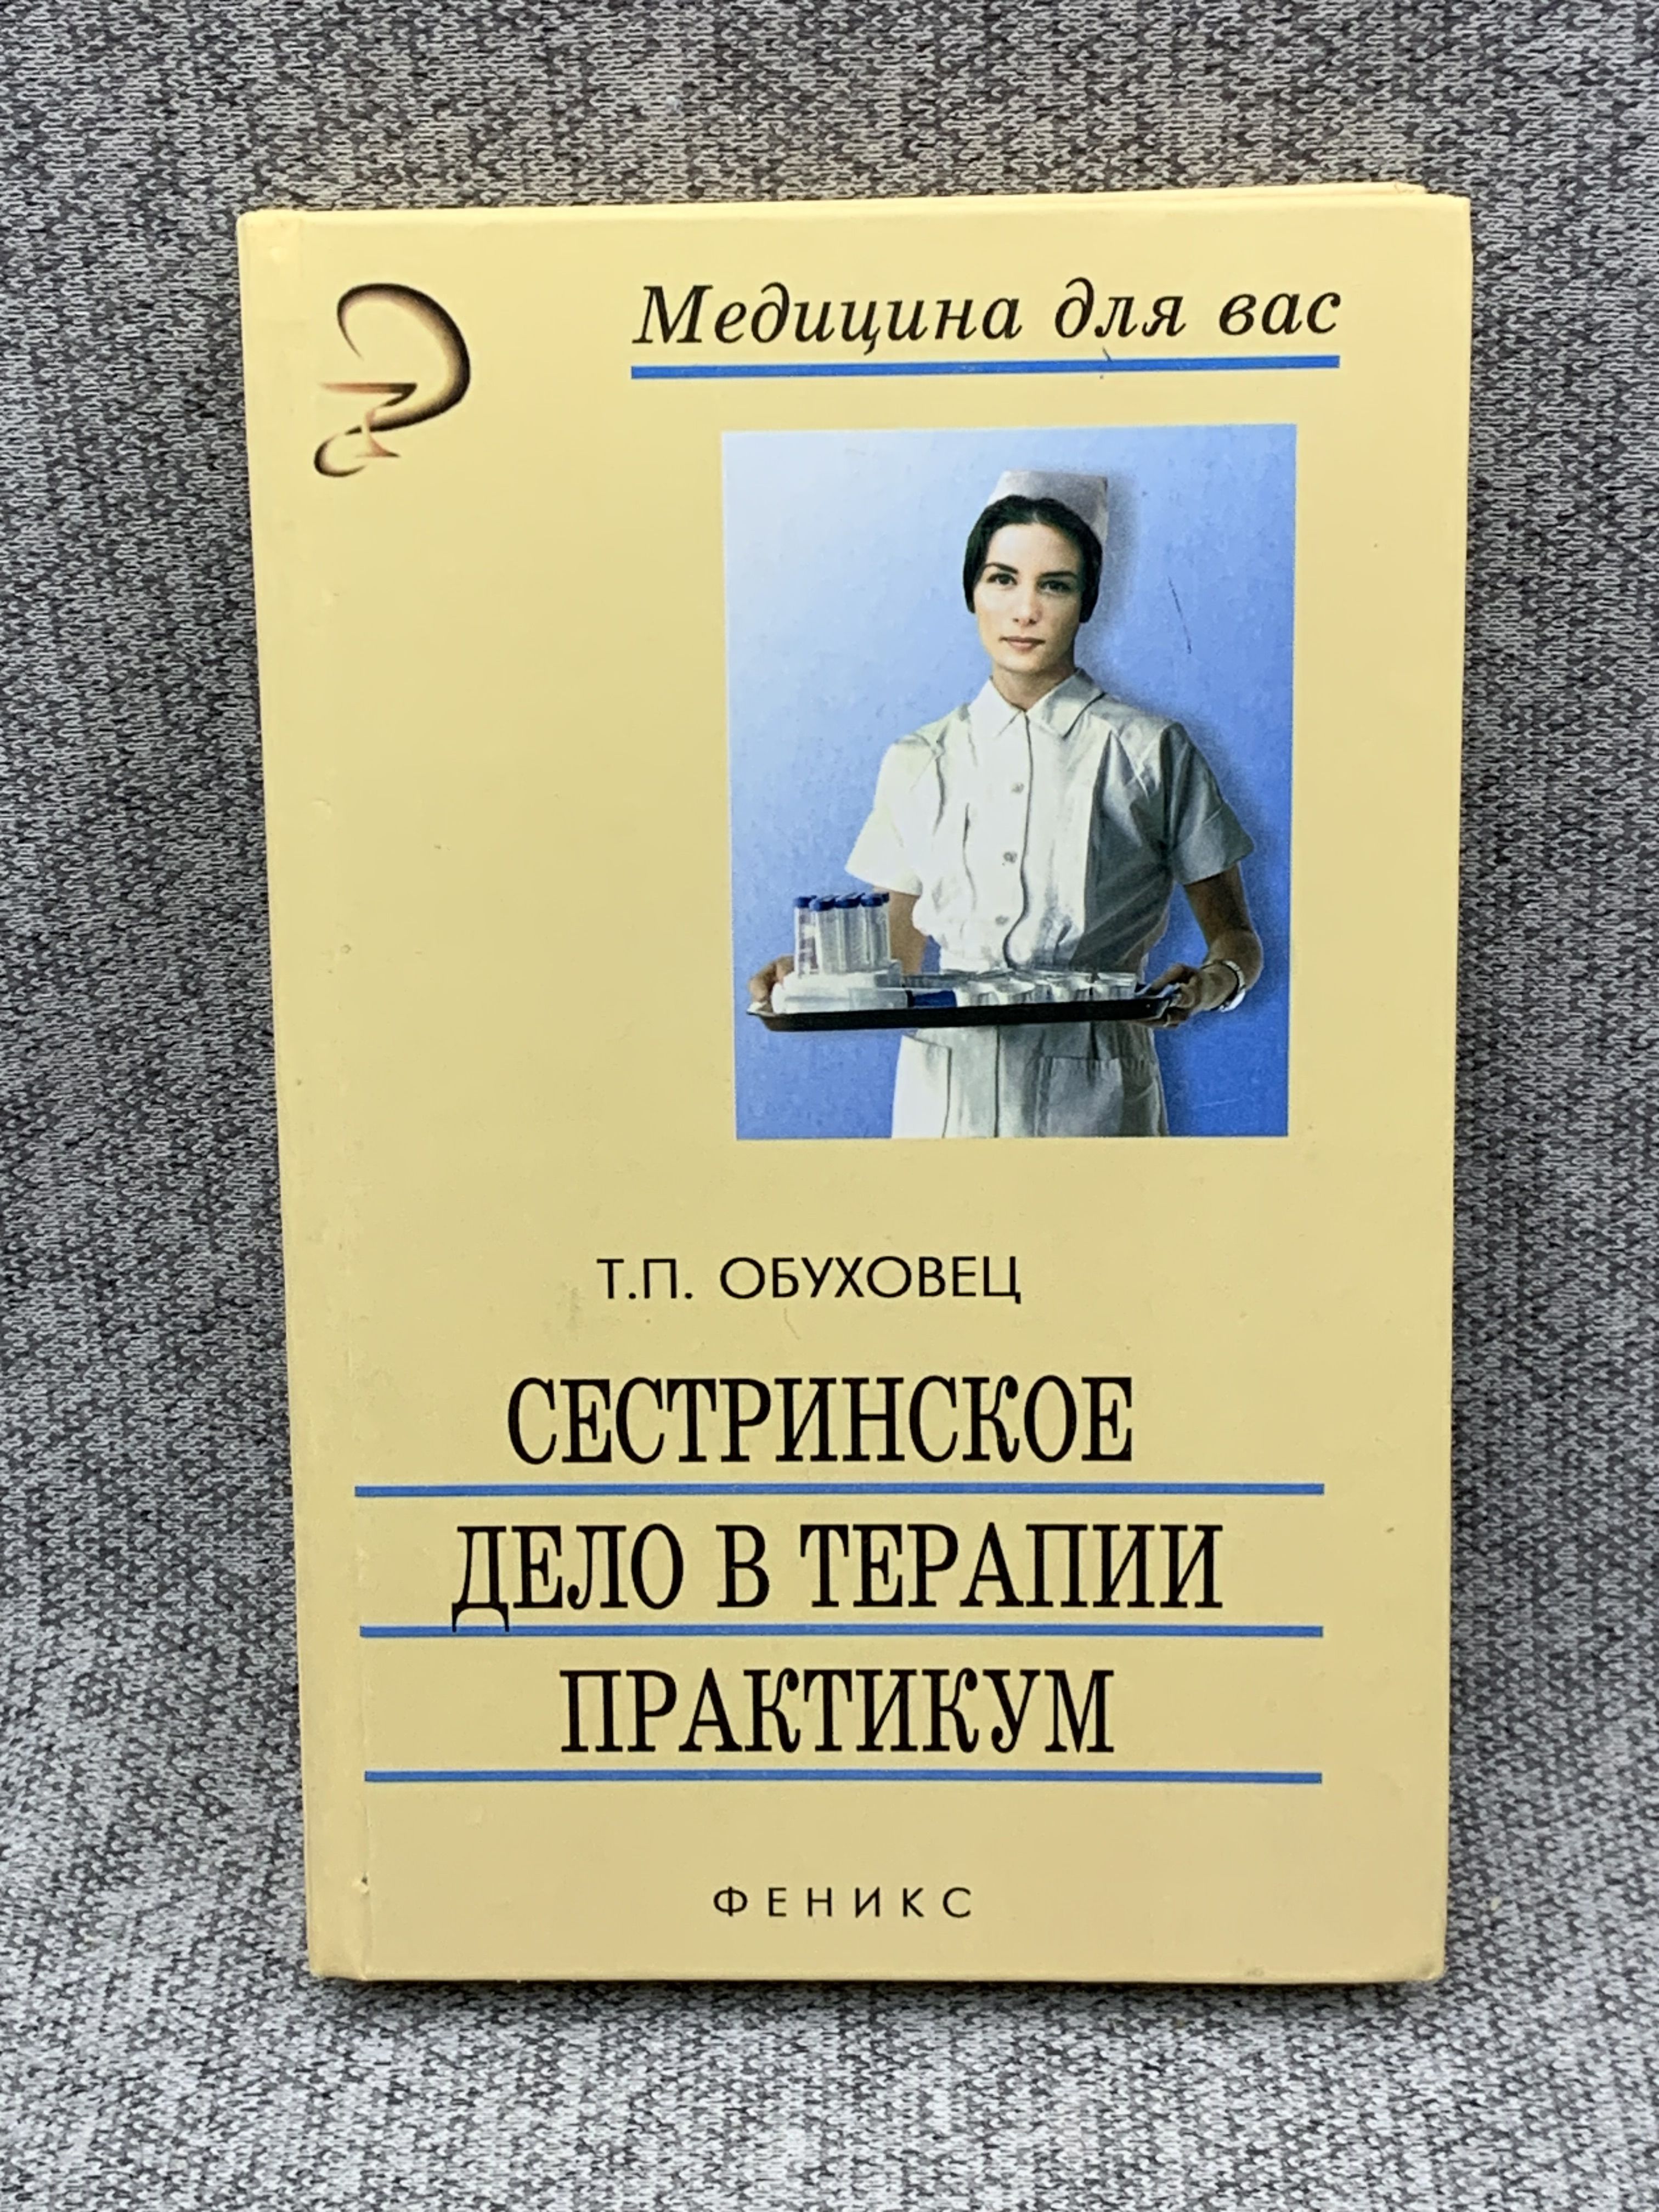 Медицина для вас
Т.П. ОБУХОВЕЦ
СЕСТРИНСКОЕ
ДЕЛО В ТЕРАПИИ
ПРАКТИКУМ
ФЕНИКС